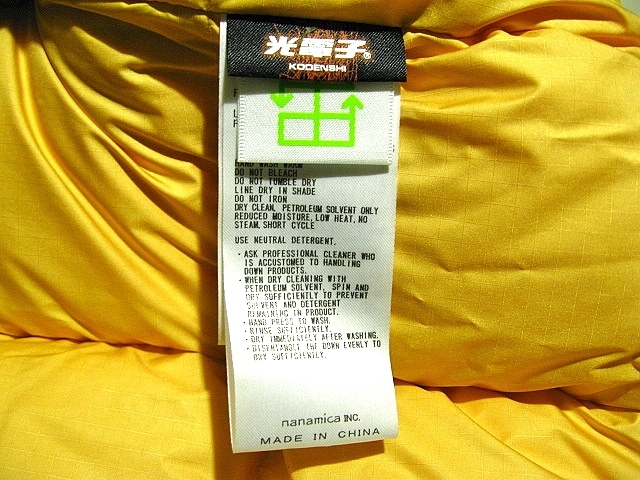 光電子®
KODENSHI
HAND WASH WARM
DO NOT BLEACH
DO NOT TUMBLE DRY
LINE DRY IN SHADE
DO NOT IRON
DRY CLEAN, PETROLEUM SOLVENT ONLY
REDUCED MOISTURE, LOW HEAT, NO
STEAM, SHORT CYCLE
USE NEUTRAL DETERGENT.
・ASK PROFESSIONAL CLEANER WHO
IS ACCUSTOMED TO HANDLING
DOWN PRODUCTS.
・WHEN DRY CLEANING WITH
PETROLEUM SOLVENT, SPIN AND
DRY SUFFICIENTLY TO PREVENT
SOLVENT AND DETERGENT
REMAINING IN PRODUCT.
・HAND PRESS TO WASH.
・RINSE SUFFICIENTLY.
・DRY IMMEDIATELY AFTER WASHING.
・DISENTANGLE THE DOWN EVENLY TO
DRY SUFFICIENTLY.
nanamica INC.
MADE IN CHINA